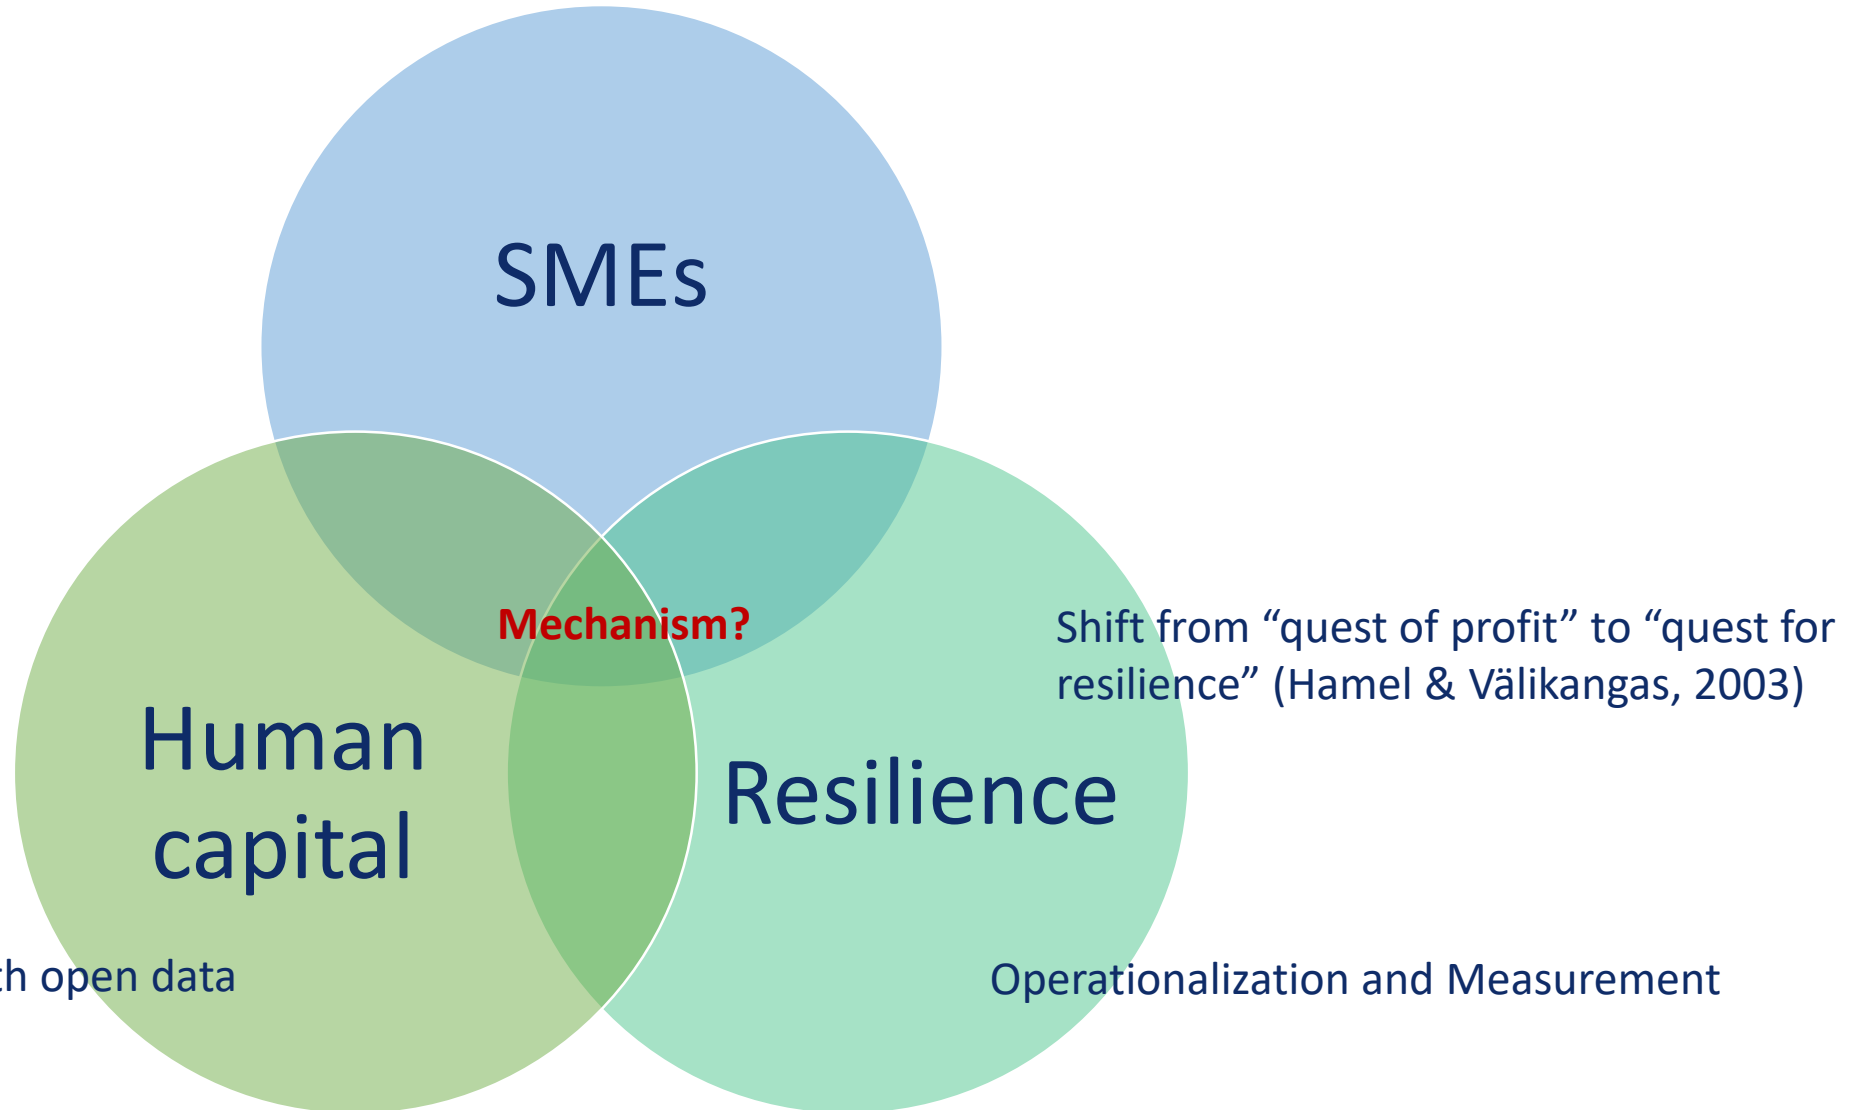 SMEs
Mechanism?
Shift from “quest of profit” to “quest for
resilience” (Hamel & Välikangas, 2003)
Human
capital
Resilience
open data
Operationalization and Measurement